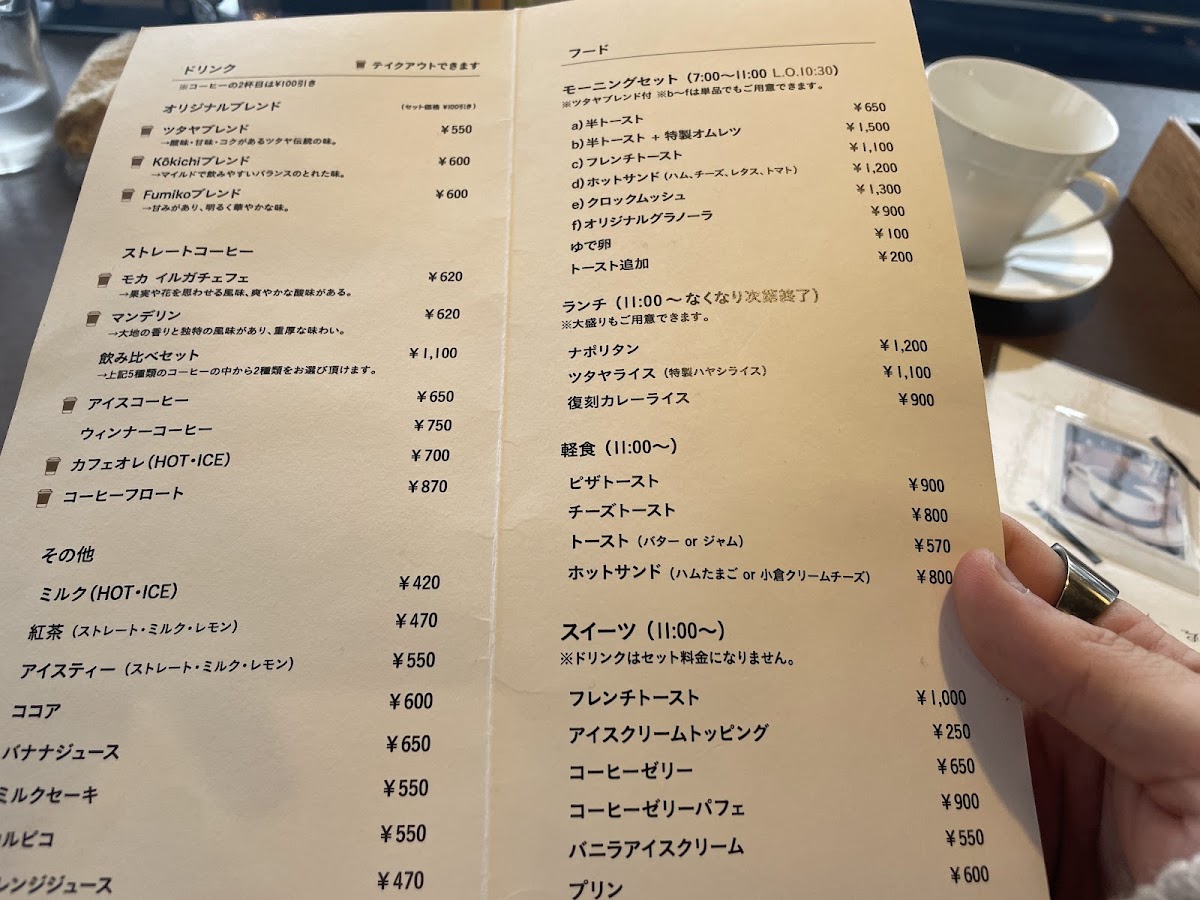 ドリンク
テイクアウトできます
※コーヒーの2杯目は¥100引き
オリジナルブレンド (セット価格 ¥100引き)
ツタヤブレンド ¥550
→酸味・甘味・コクがあるツタヤ伝統の味。
Kōkichiブレンド ¥600
→マイルドで飲みやすいバランスのとれた味。
Fumikoブレンド ¥600
→甘みがあり、明るく華やかな味。
ストレートコーヒー
モカ イルガチェフェ ¥620
→果実や花を思わせる風味、爽やかな酸味がある。
マンデリン ¥620
→大地の香りと独特の風味があり、重厚な味わい。
飲み比べセット ¥1,100
→上記5種類のコーヒーの中から2種類をお選び頂けます。
アイスコーヒー ¥650
ウィンナーコーヒー ¥750
カフェオレ(HOT・ICE) ¥700
コーヒーフロート ¥870
その他
ミルク(HOT・ICE) ¥420
紅茶 (ストレート・ミルク・レモン) ¥470
アイスティー (ストレート・ミルク・レモン) ¥550
ココア ¥600
バナナジュース ¥650
ミルクセーキ ¥550
ルピコ ¥550
レンジジュース ¥470
フード
モーニングセット (7:00〜11:00 L.O.10:30)
※ツタヤブレンド付 ※b〜fは単品でもご用意できます。
a)半トースト ¥650
b)半トースト + 特製オムレツ ¥1,500
c)フレンチトースト ¥1,100
d)ホットサンド(ハム、チーズ、レタス、トマト) ¥1,200
e)クロックムッシュ ¥1,300
f)オリジナルグラノーラ ¥900
ゆで卵 ¥100
トースト追加 ¥200
ランチ (11:00 〜 なくなり次第終了)
※大盛りもご用意できます。
ナポリタン ¥1,200
ツタヤライス (特製ハヤシライス) ¥1,100
復刻カレーライス ¥900
軽食 (11:00〜)
ピザトースト ¥900
チーズトースト ¥800
トースト (バター or ジャム) ¥570
ホットサンド (ハムたまご or 小倉クリームチーズ) ¥800
スイーツ (11:00〜)
※ドリンクはセット料金になりません。
フレンチトースト ¥1,000
アイスクリームトッピング ¥250
コーヒーゼリー ¥650
コーヒーゼリーパフェ ¥900
バニラアイスクリーム ¥550
プリン ¥600